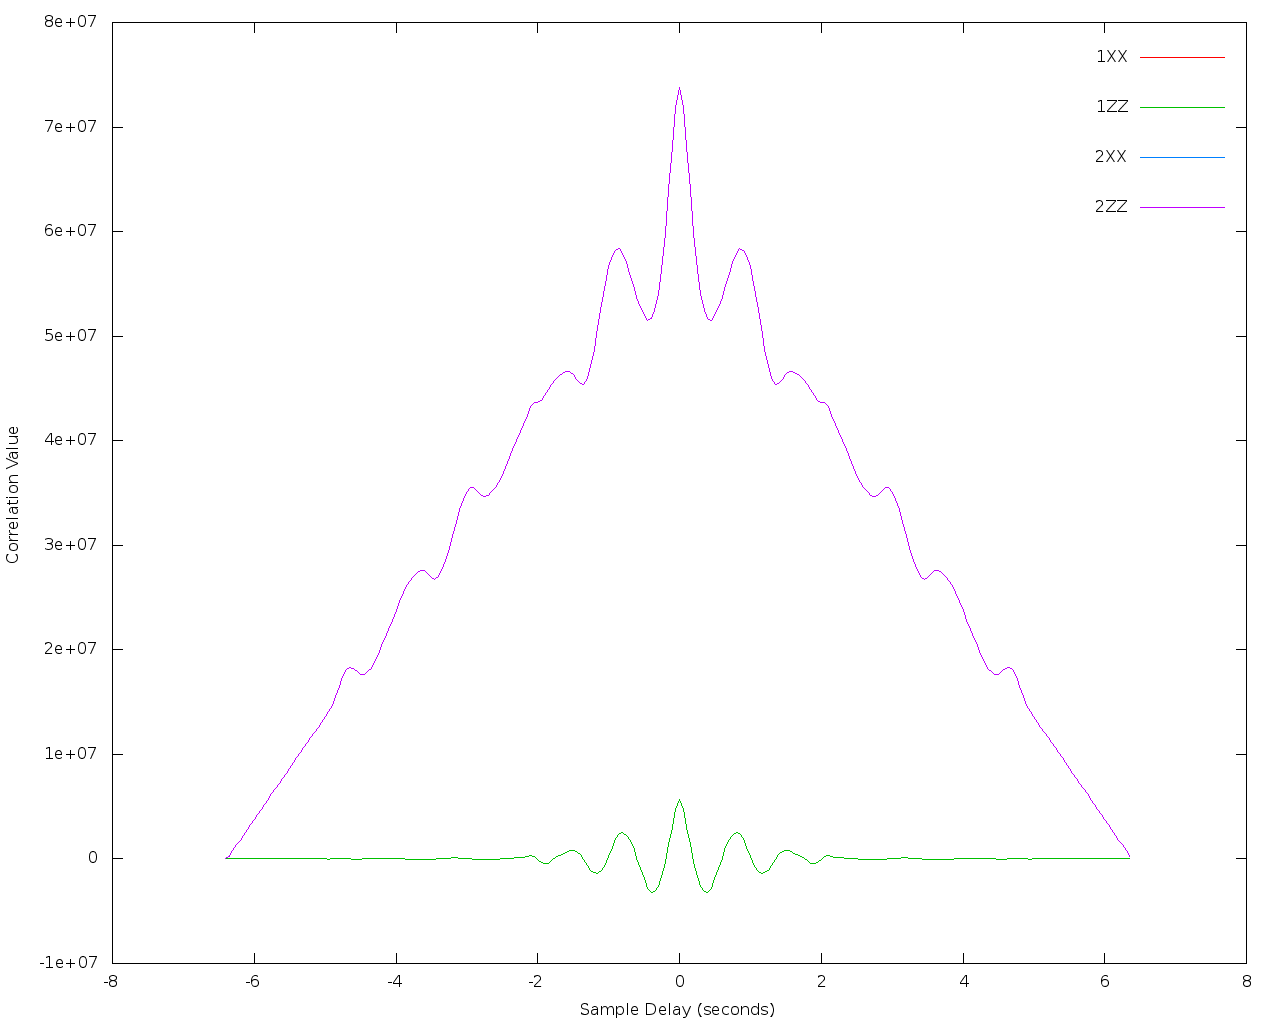 8e+07
7e+07
6e+07
5e+07
4e+07
3e+07
2e+07
1e+07
0
-1e+07
-8 -6 -4 -2 0 2 4 6 8
Sample Delay (seconds)
Correlation Value
1XX
1ZZ
2XX
2ZZ